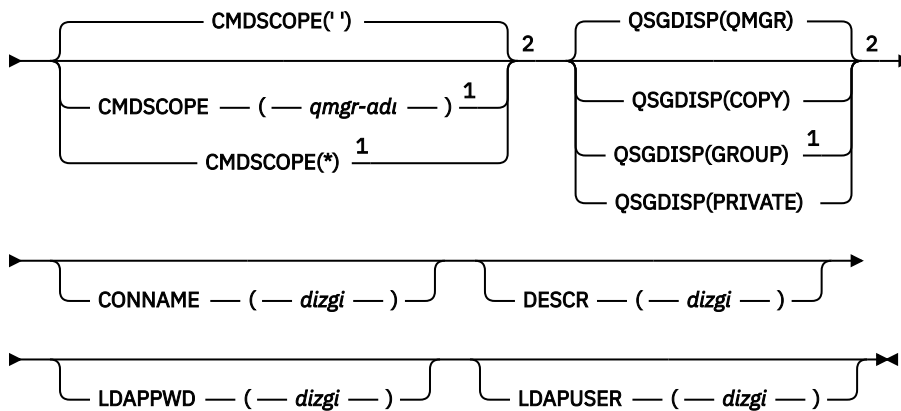 CMDSCOPE(' ')
CMDSCOPE ( qmgr-adı ) 1
CMDSCOPE(*) 1
2
QSGDISP(QMGR)
QSGDISP(COPY)
QSGDISP(GROUP) 1
QSGDISP(PRIVATE)
2
CONNAME ( dizgi )
DESCR ( dizgi )
LDAPPWD ( dizgi )
LDAPUSER ( dizgi )